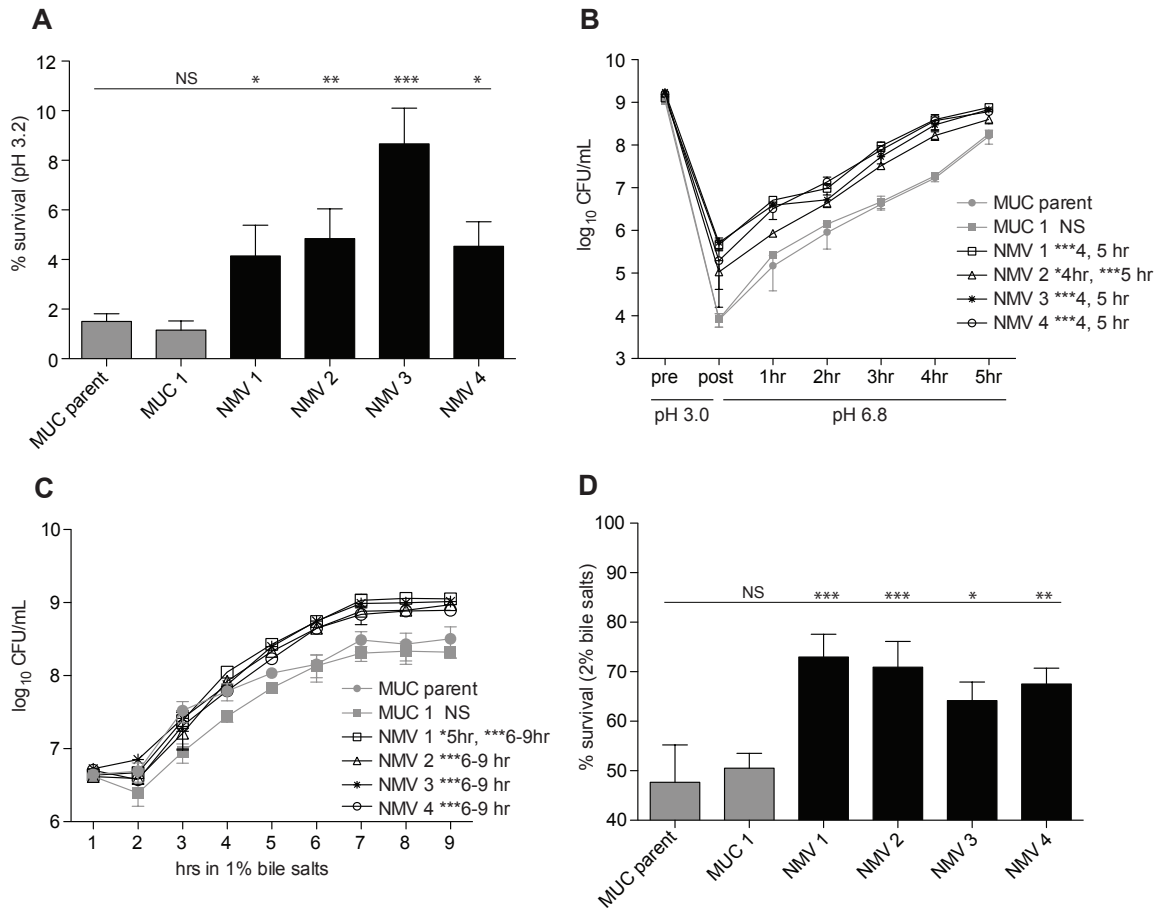 A
% survival (pH 3.2)
12
10
8
6
4
2
0
NS * ** *** *
MUC parent
MUC 1
NMV 1
NMV 2
NMV 3
NMV 4
B
log10 CFU/mL
10
9
8
7
6
5
4
3
pre post 1hr 2hr 3hr 4hr 5hr
pH 3.0 pH 6.8
MUC parent
MUC 1 NS
NMV 1 ***4, 5 hr
NMV 2 *4hr, ***5 hr
NMV 3 ***4, 5 hr
NMV 4 ***4, 5 hr
C
log10 CFU/mL
10
9
8
7
6
1 2 3 4 5 6 7 8 9
hrs in 1% bile salts
MUC parent
MUC 1 NS
NMV 1 *5hr, ***6-9hr
NMV 2 ***6-9 hr
NMV 3 ***6-9 hr
NMV 4 ***6-9 hr
D
% survival (2% bile salts)
100
90
80
70
60
50
40
NS *** *** * **
MUC parent
MUC 1
NMV 1
NMV 2
NMV 3
NMV 4